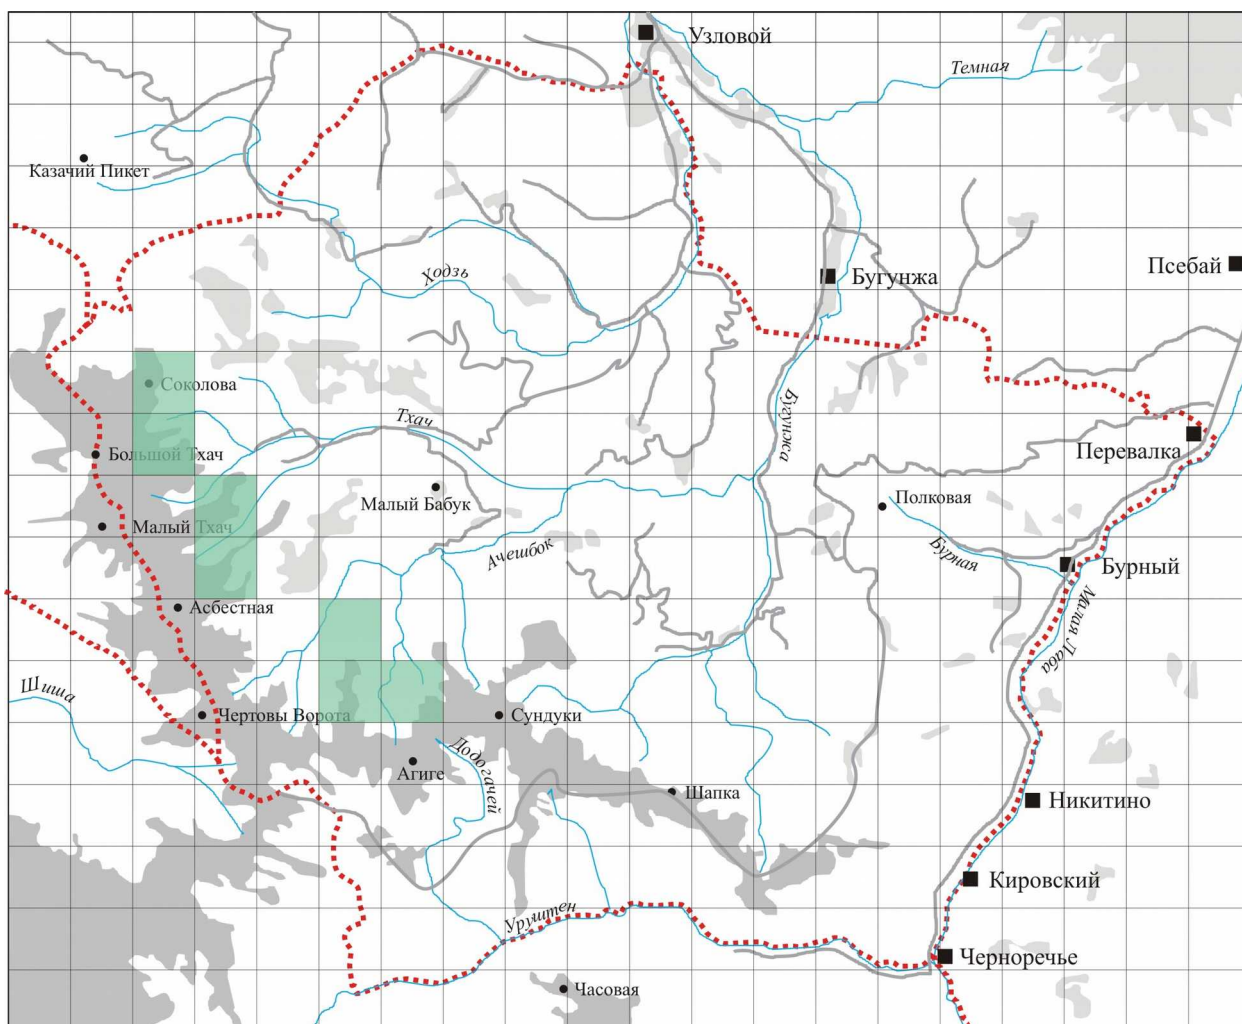 Узловой
Темная
Казачий Пикет
Ходзь
Бугунжа
Псебай
Соколова
Тхач
Бугунжа
Большой Тхач
Перевалка
Малый Бабук
Полковая
Малый Тхач
Ачешбок
Бурная
Бурный
Асбестная
Малая Лаба
Шиша
Чертовы Ворота
Сундуки
Додогачей
Агиге
Шапка
Никитино
Кировский
Уруштен
Черноречье
Часовая